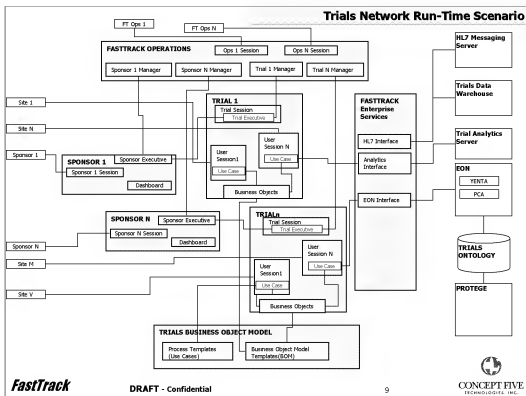 Trials Network Run-Time Scenario
FT Ops 1
FT Ops N
FASTTRACK OPERATIONS
Ops 1 Session
Ops N Session
Sponsor 1 Manager
Sponsor N Manager
Trial 1 Manager
Trial N Manager
HL7 Messaging
Server
Trials Data
Warehouse
Trial Analytics
Server
EON
YENTA
PCA
TRIALS
ONTOLOGY
PROTEGE
FASTTRACK
Enterprise
Services
HL7 Interface
Analytics
Interface
EON Interface
Site 1
Site N
Sponsor 1
Sponsor N
Site M
Site V
TRIAL 1
Trial Session
Trial Executive
User
Session1
Use Case
User
Session N
Use Case
Business Objects
SPONSOR 1
Sponsor Executive
Sponsor 1 Session
Dashboard
SPONSOR N
Sponsor Executive
Sponsor N Session
Dashboard
TRIALn
Trial Session
Trial Executive
User
Session1
Use Case
User
Session N
Use Case
Business Objects
TRIALS BUSINESS OBJECT MODEL
Process Templates
(Use Cases)
Business Object Model
Templates(BOM)
FastTrack
DRAFT - Confidential
9
CONCEPT FIVE
TECHNOLOGIES, INC.